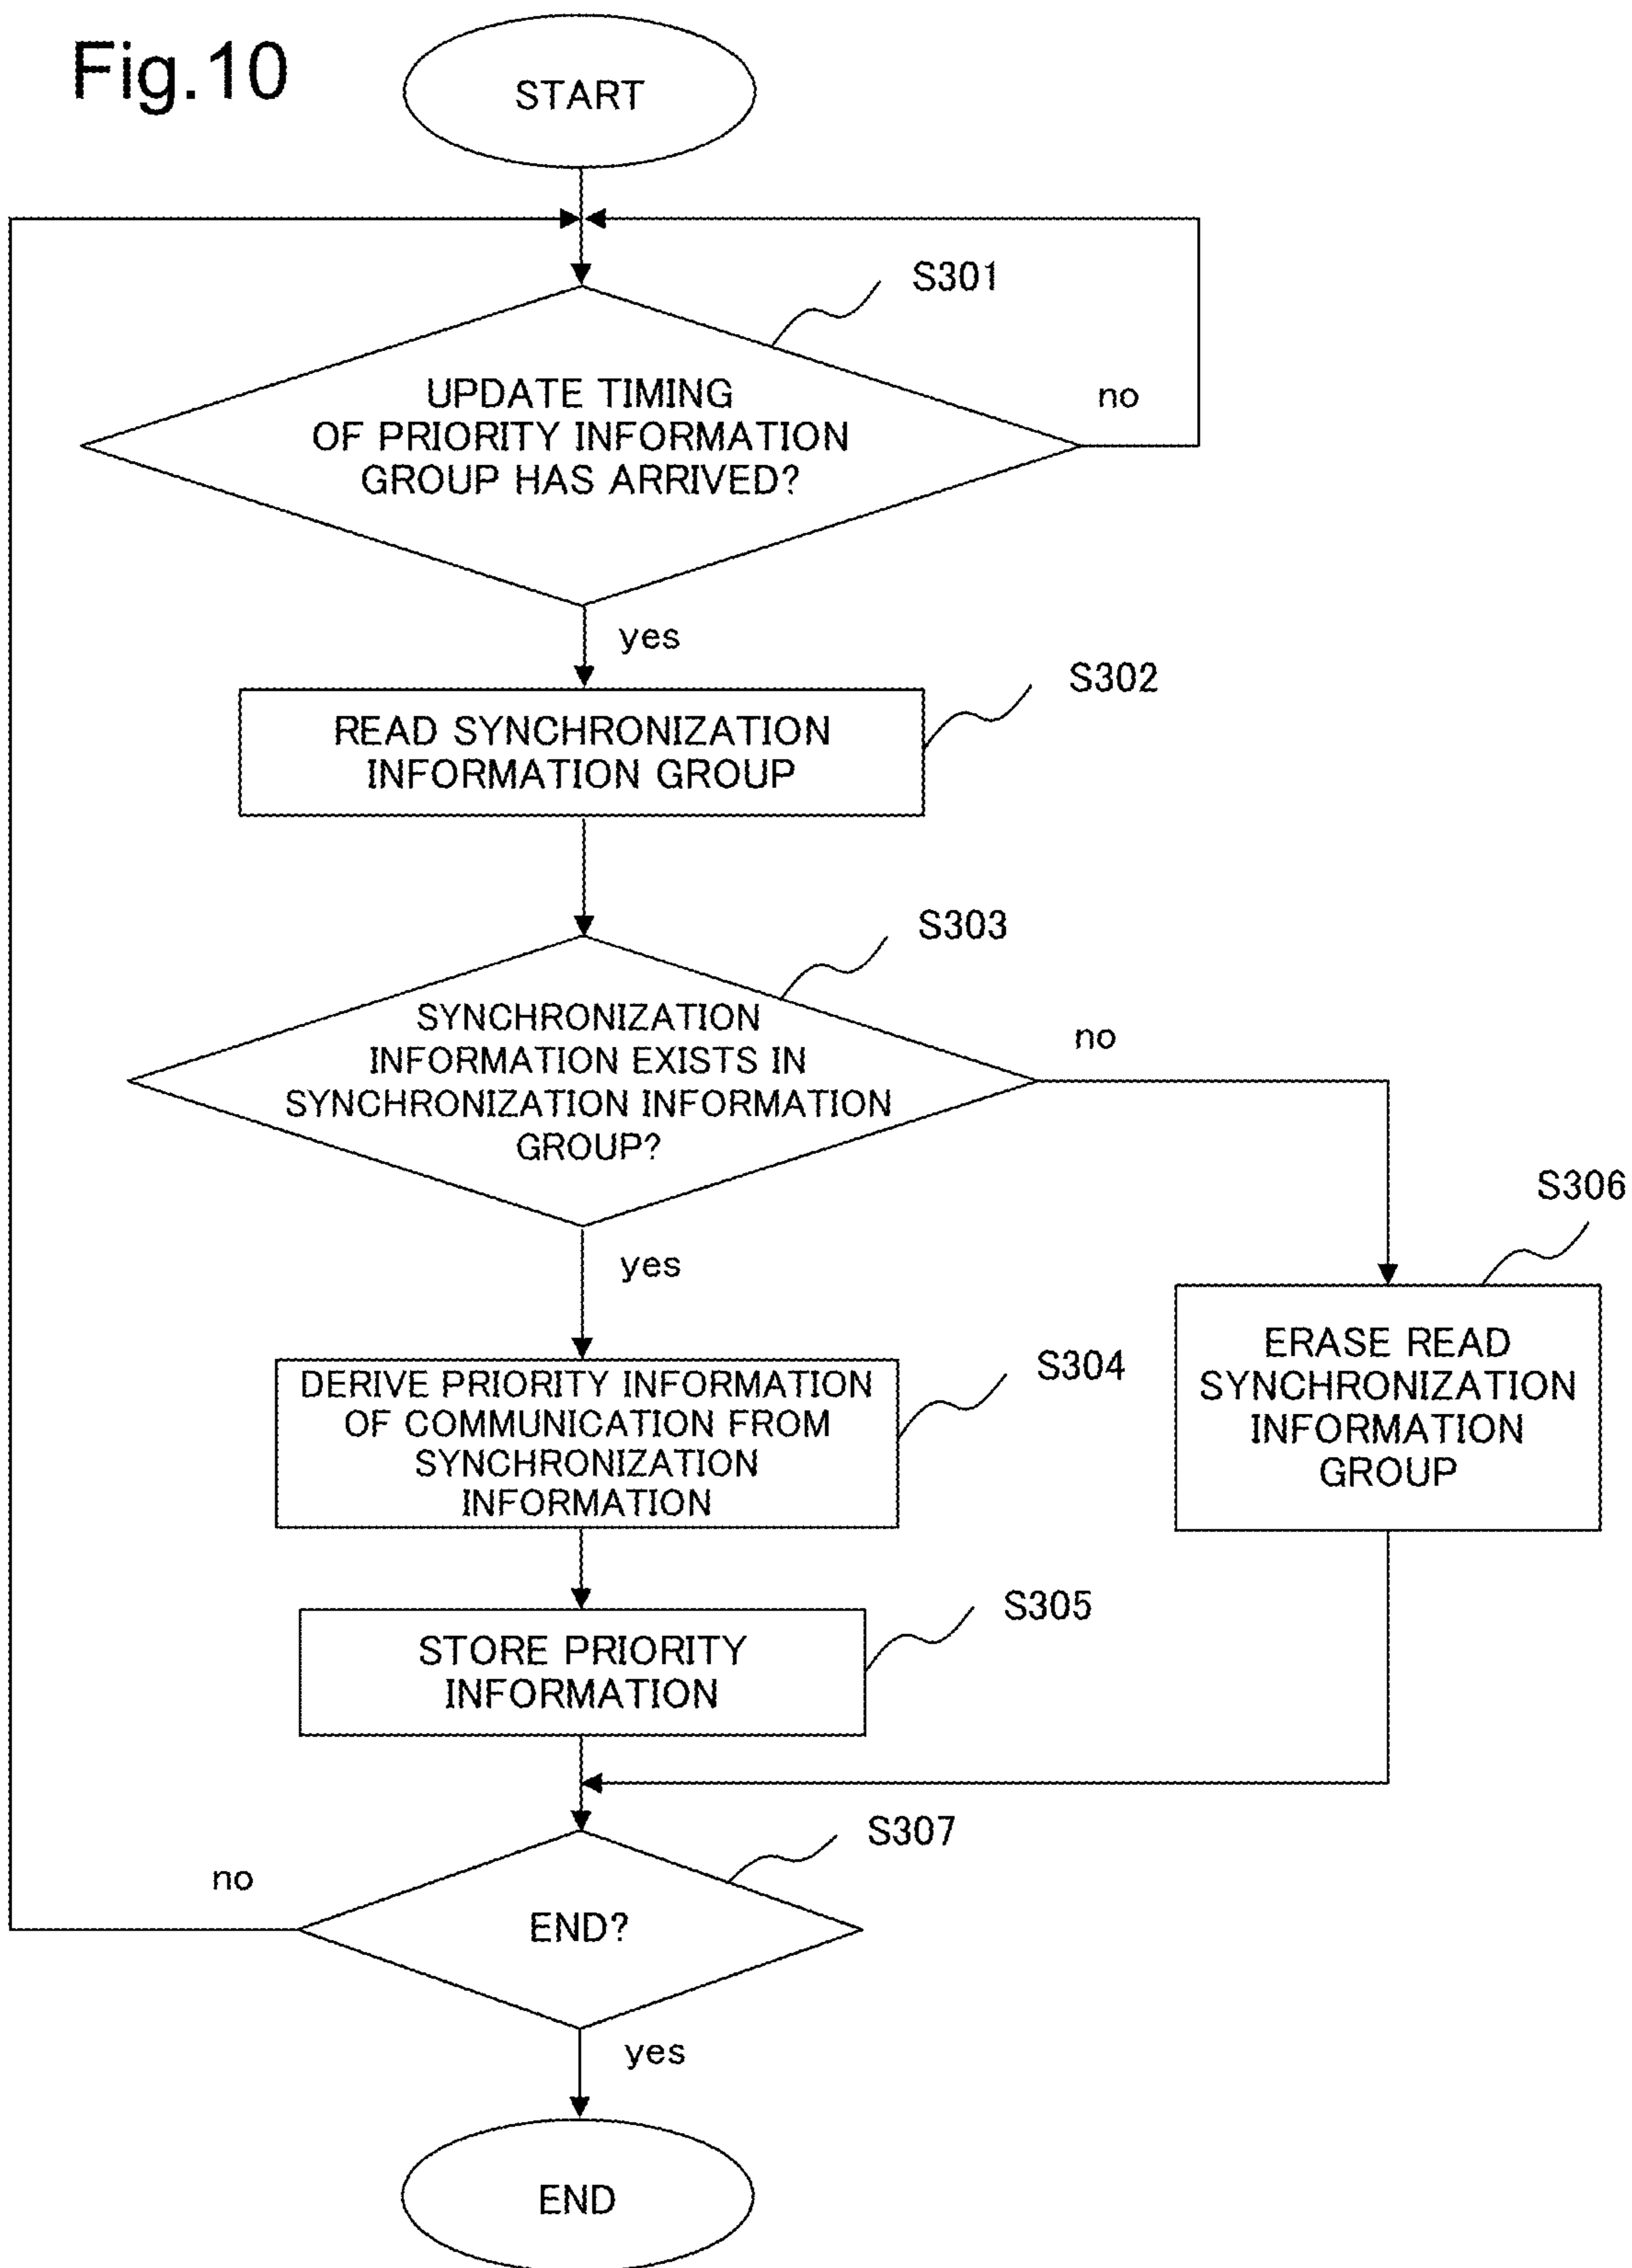 Fig.10
START
S301
UPDATE TIMING
OF PRIORITY INFORMATION
GROUP HAS ARRIVED?
no
yes
S302
READ SYNCHRONIZATION
INFORMATION GROUP
S303
SYNCHRONIZATION
INFORMATION EXISTS IN
SYNCHRONIZATION INFORMATION
GROUP?
no
yes
S306
ERASE READ
SYNCHRONIZATION
INFORMATION
GROUP
S304
DERIVE PRIORITY INFORMATION
OF COMMUNICATION FROM
SYNCHRONIZATION
INFORMATION
S305
STORE PRIORITY
INFORMATION
S307
no
END?
yes
END